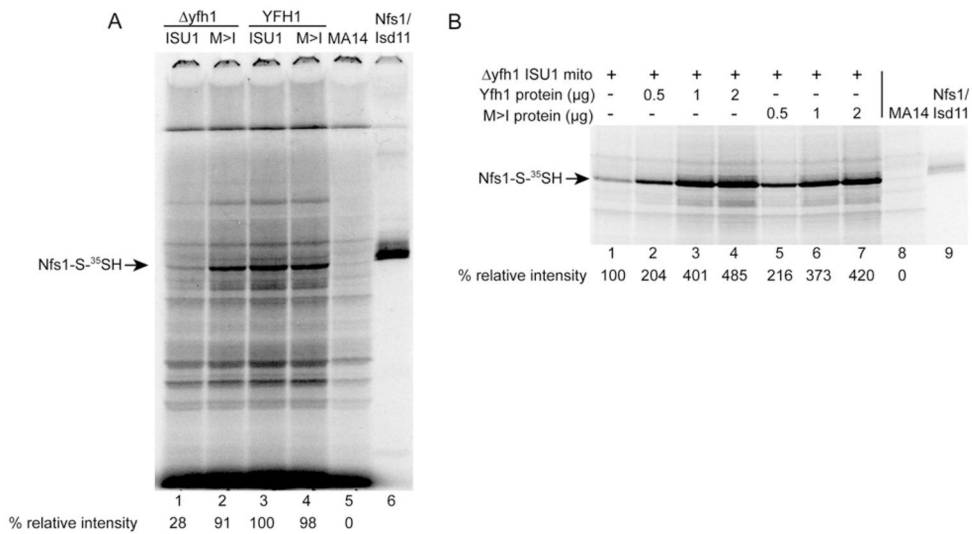 A
Δyfh1 YFH1 Nfs1/
ISU1 M>I ISU1 M>I MA14 Isd11
Nfs1-S-³⁵SH
1 2 3 4 5 6
% relative intensity 28 91 100 98 0
B
Δyfh1 ISU1 mito + + + + + + +
Yfh1 protein (µg) - 0.5 1 2 - - - Nfs1/
M>I protein (µg) - - - - 0.5 1 2 MA14 Isd11
Nfs1-S-³⁵SH
1 2 3 4 5 6 7 8 9
% relative intensity 100 204 401 485 216 373 420 0